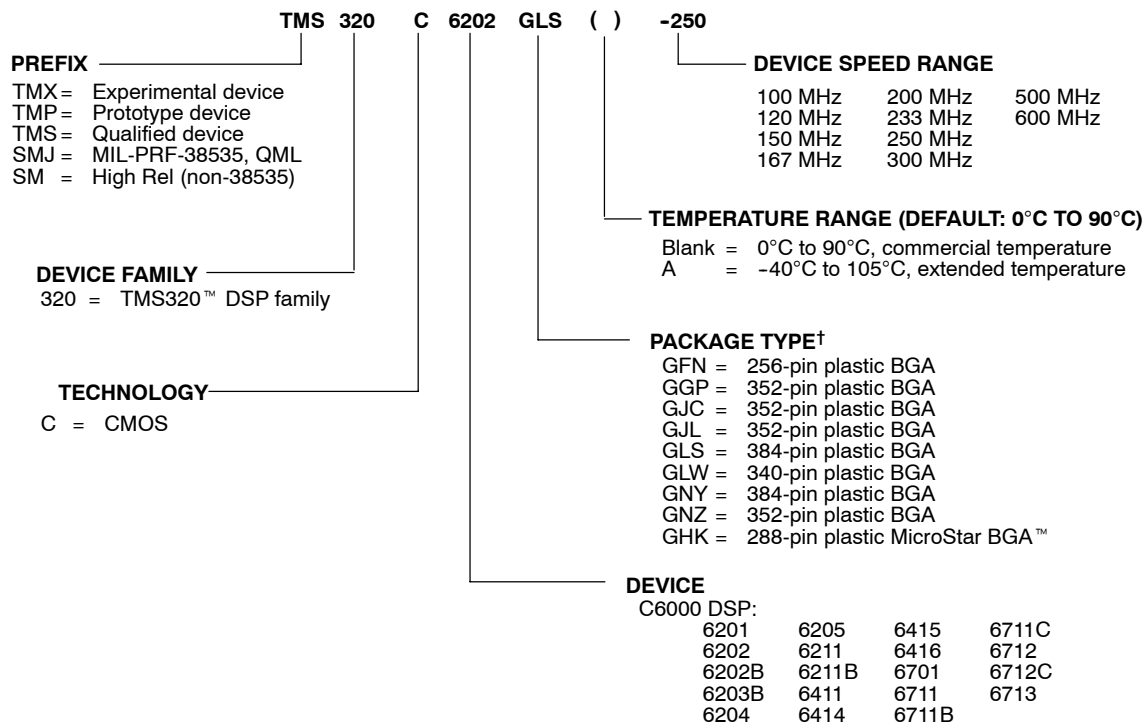 TMS 320 C 6202 GLS ( ) -250
PREFIX
TMX = Experimental device
TMP = Prototype device
TMS = Qualified device
SMJ = MIL-PRF-38535, QML
SM = High Rel (non-38535)
DEVICE SPEED RANGE
100 MHz 200 MHz 500 MHz
120 MHz 233 MHz 600 MHz
150 MHz 250 MHz
167 MHz 300 MHz
TEMPERATURE RANGE (DEFAULT: 0°C TO 90°C)
Blank = 0°C to 90°C, commercial temperature
A = -40°C to 105°C, extended temperature
DEVICE FAMILY
320 = TMS320™ DSP family
PACKAGE TYPE†
GFN = 256-pin plastic BGA
GGP = 352-pin plastic BGA
GJC = 352-pin plastic BGA
GJL = 352-pin plastic BGA
GLS = 384-pin plastic BGA
GLW = 340-pin plastic BGA
GNY = 384-pin plastic BGA
GNZ = 352-pin plastic BGA
GHK = 288-pin plastic MicroStar BGA™
TECHNOLOGY
C = CMOS
DEVICE
C6000 DSP:
6201 6205 6415 6711C
6202 6211 6416 6712
6202B 6211B 6701 6712C
6203B 6411 6711 6713
6204 6414 6711B